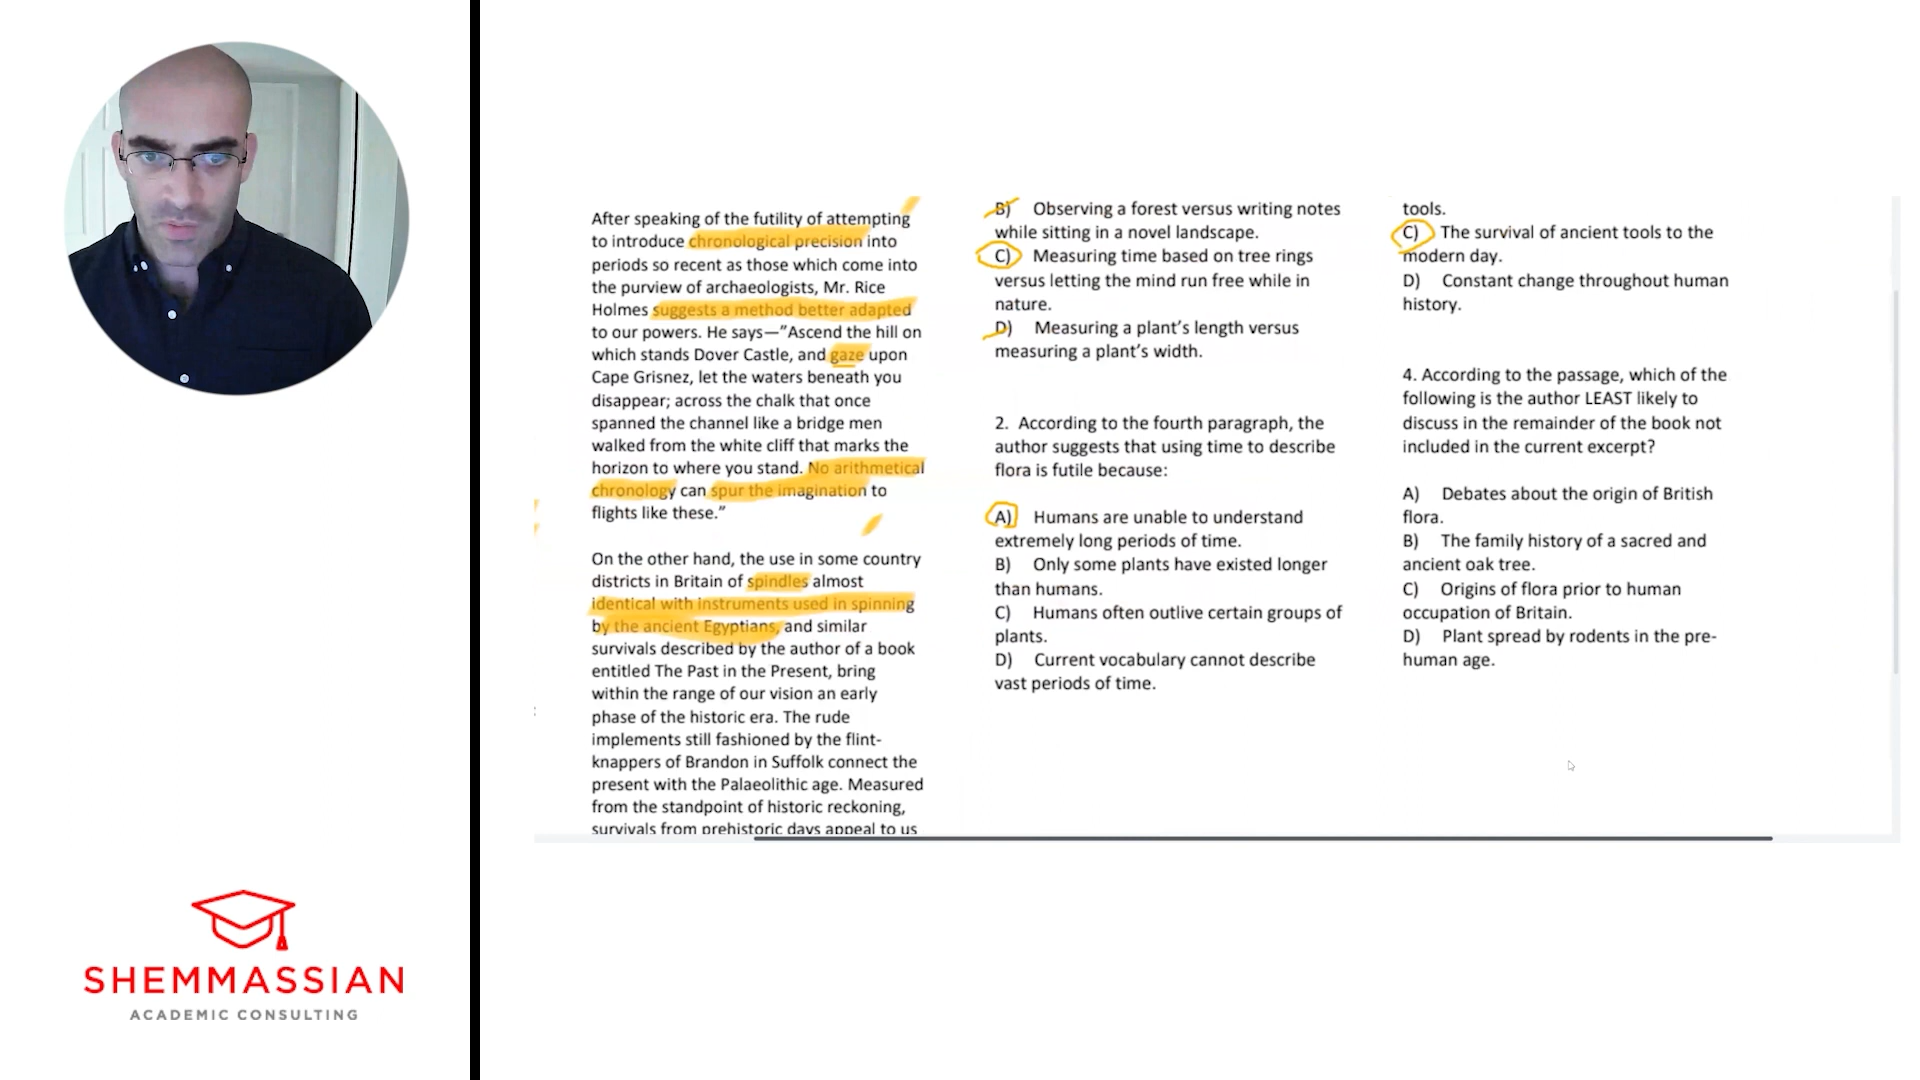 After speaking of the futility of attempting
to introduce chronological precision into
periods so recent as those which come into
the purview of archaeologists, Mr. Rice
Holmes suggests a method better adapted
to our powers. He says—"Ascend the hill on
which stands Dover Castle, and gaze upon
Cape Grisnez, let the waters beneath you
disappear; across the chalk that once
spanned the channel like a bridge men
walked from the white cliff that marks the
horizon to where you stand. No arithmetical
chronology can spur the imagination to
flights like these."
On the other hand, the use in some country
districts in Britain of spindles almost
identical with instruments used in spinning
by the ancient Egyptians, and similar
survivals described by the author of a book
entitled The Past in the Present, bring
within the range of our vision an early
phase of the historic era. The rude
implements still fashioned by the flint-
knappers of Brandon in Suffolk connect the
present with the Palaeolithic age. Measured
from the standpoint of historic reckoning,
survivals from prehistoric days appeal to us
B) Observing a forest versus writing notes
while sitting in a novel landscape.
C) Measuring time based on tree rings
versus letting the mind run free while in
nature.
D) Measuring a plant's length versus
measuring a plant's width.
2. According to the fourth paragraph, the
author suggests that using time to describe
flora is futile because:
A) Humans are unable to understand
extremely long periods of time.
B) Only some plants have existed longer
than humans.
C) Humans often outlive certain groups of
plants.
D) Current vocabulary cannot describe
vast periods of time.
tools.
C) The survival of ancient tools to the
modern day.
D) Constant change throughout human
history.
4. According to the passage, which of the
following is the author LEAST likely to
discuss in the remainder of the book not
included in the current excerpt?
A) Debates about the origin of British
flora.
B) The family history of a sacred and
ancient oak tree.
C) Origins of flora prior to human
occupation of Britain.
D) Plant spread by rodents in the pre-
human age.
SHEMMASSIAN
ACADEMIC CONSULTING